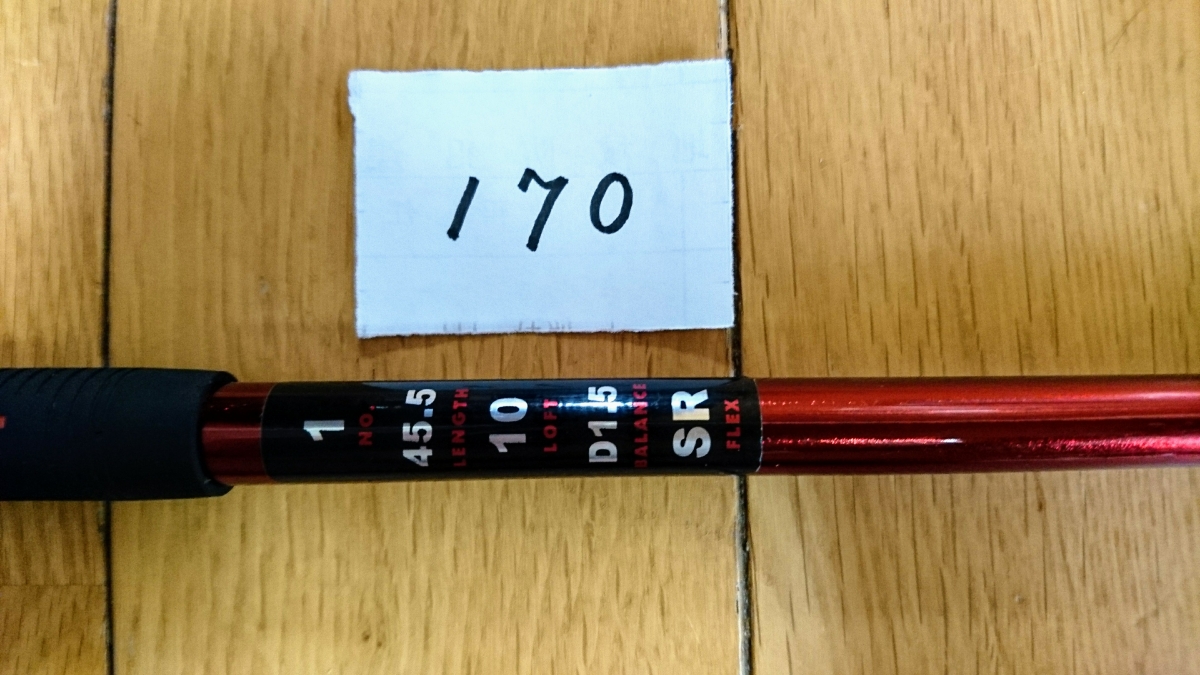 170
1
NO.
45.5
LENGTH
10
LOFT
D1.5
BALANCE
SR
FLEX